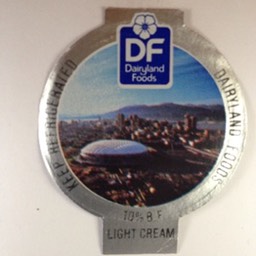 DF
Dairyland
Foods
KEEP REFRIGERATED
DAIRYLAND FOODS
10% B.F.
LIGHT CREAM